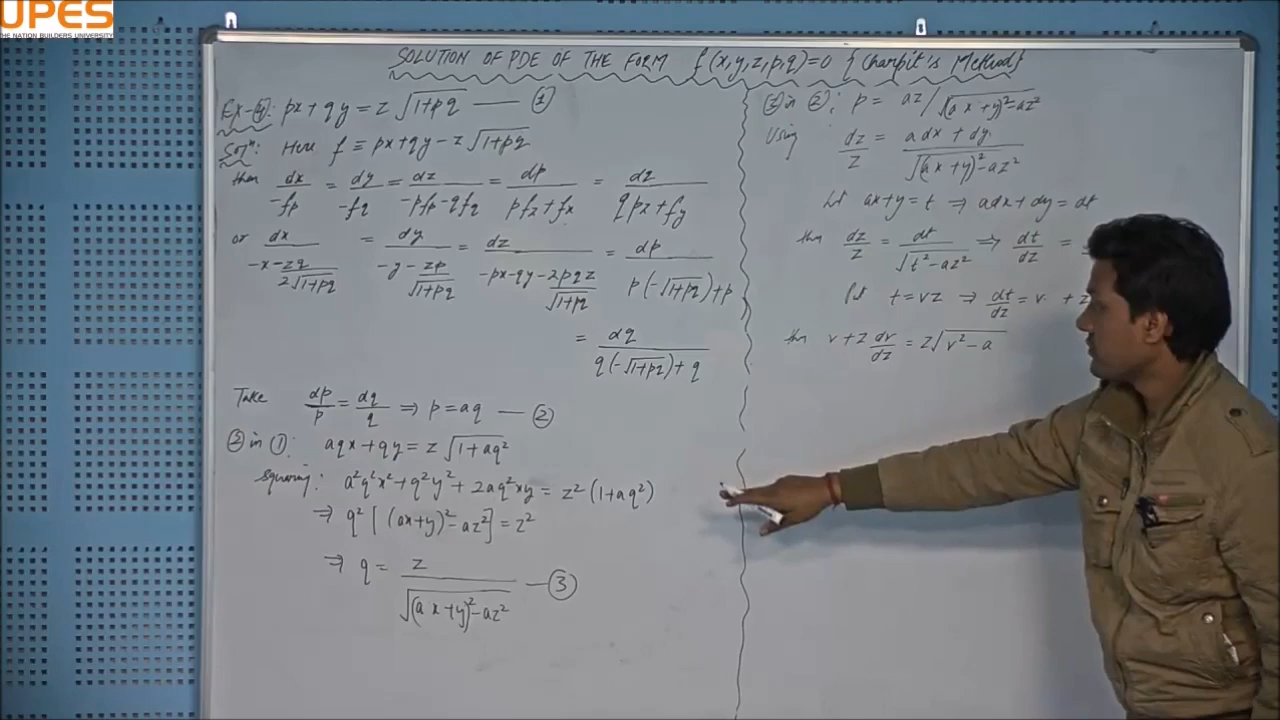 UPES
THE NATION BUILDERS UNIVERSITY
SOLUTION OF PDE OF THE FORM f(x,y,z,p,q)=0 {Charpit's Method}
Ex-④: px+qy = z√(1+pq) — ①
Solⁿ: Here f ≡ px+qy-z√(1+pq)
then dx/-fp = dy/-fq = dz/(-pfp-qfq) = dp/(pfz+fx) = dz/(qpz+fy)
or dx/(-x-zq/2√(1+pq)) = dy/(-y-zp/√(1+pq)) = dz/(-px-qy-2pqz/√(1+pq)) = dp/(p(-√(1+pq))+p)
= dq/(q(-√(1+pq))+q)
Take dp/p = dq/q ⇒ p=aq — ②
② in ①: aqx+qy = z√(1+aq²)
Squaring: a²q²x²+q²y²+2aq²xy = z²(1+aq²)
⇒ q²[(ax+y)²-az²] = z²
⇒ q = z/√((ax+y)²-az²) — ③
③ in ②; p = az/√((ax+y)²-az²
Using dz/z = (adx+dy)/√((ax+y)²-az²
Let ax+y=t ⇒ adx+dy=dt
then dz/z = dt/√(t²-az²) ⇒ dt/dz =
Put t=vz ⇒ dt/dz = v + z
then v+z dv/dz = z√(v²-a)